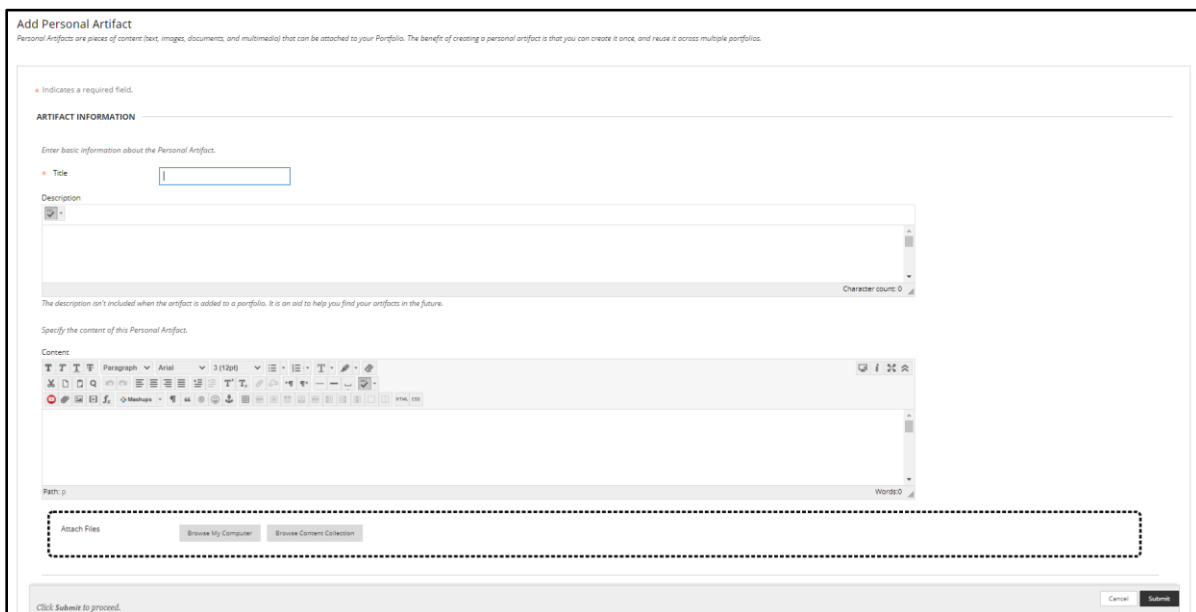 Add Personal Artifact
Personal Artifacts are pieces of content (text, images, documents, and multimedia) that can be attached to your Portfolio. The benefit of creating a personal artifact is that you can create it once, and reuse it across multiple portfolios.
* Indicates a required field.
ARTIFACT INFORMATION
Enter basic information about the Personal Artifact.
* Title
Description
Character count: 0
The description isn't included when the artifact is added to a portfolio. It is an aid to help you find your artifacts in the future.
Specify the content of this Personal Artifact.
Content
T T T T Paragraph Arial 3 (12pt) T
T' T,
fx Mashups HTML CSS
Path: p Words:0
Attach Files Browse My Computer Browse Content Collection
Click Submit to proceed. Cancel Submit